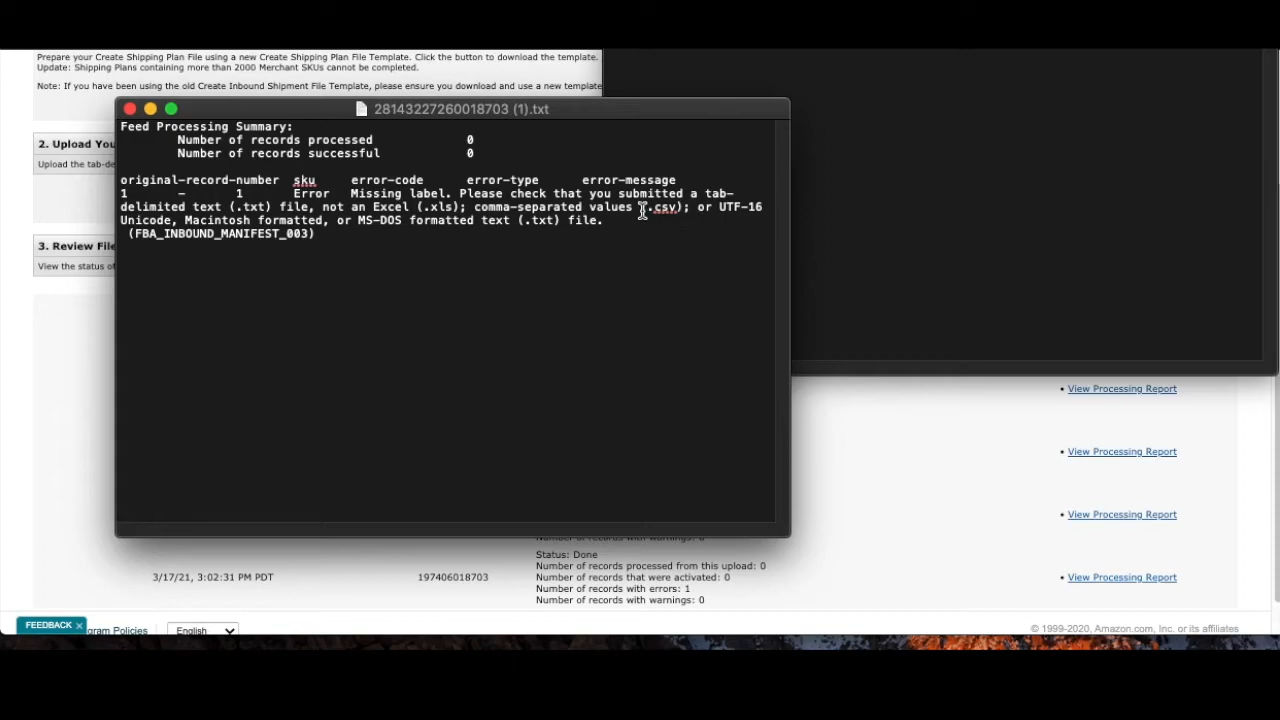 Prepare your Create Shipping Plan File using a new Create Shipping Plan File Template. Click the button to download the template.
Update: Shipping Plans containing more than 2000 Merchant SKUs cannot be completed.
Note: If you have been using the old Create Inbound Shipment File Template, please ensure you download and use a new template
28143227260018703 (1).txt
Feed Processing Summary:
Number of records processed 0
Number of records successful 0
original-record-number sku error-code error-type error-message
1 – 1 Error Missing label. Please check that you submitted a tab-
delimited text (.txt) file, not an Excel (.xls); comma-separated values (.csv); or UTF-16
Unicode, Macintosh formatted, or MS-DOS formatted text (.txt) file.
(FBA_INBOUND_MANIFEST_003)
2. Upload You
Upload the tab-de
3. Review File
View the status of
• View Processing Report
• View Processing Report
• View Processing Report
Number of records with warnings: 0
Status: Done
Number of records processed from this upload: 0
3/17/21, 3:02:31 PM PDT 197406018703 Number of records that were activated: 0 • View Processing Report
Number of records with errors: 1
Number of records with warnings: 0
FEEDBACK × gram Policies English © 1999-2020, Amazon.com, Inc. or its affiliates